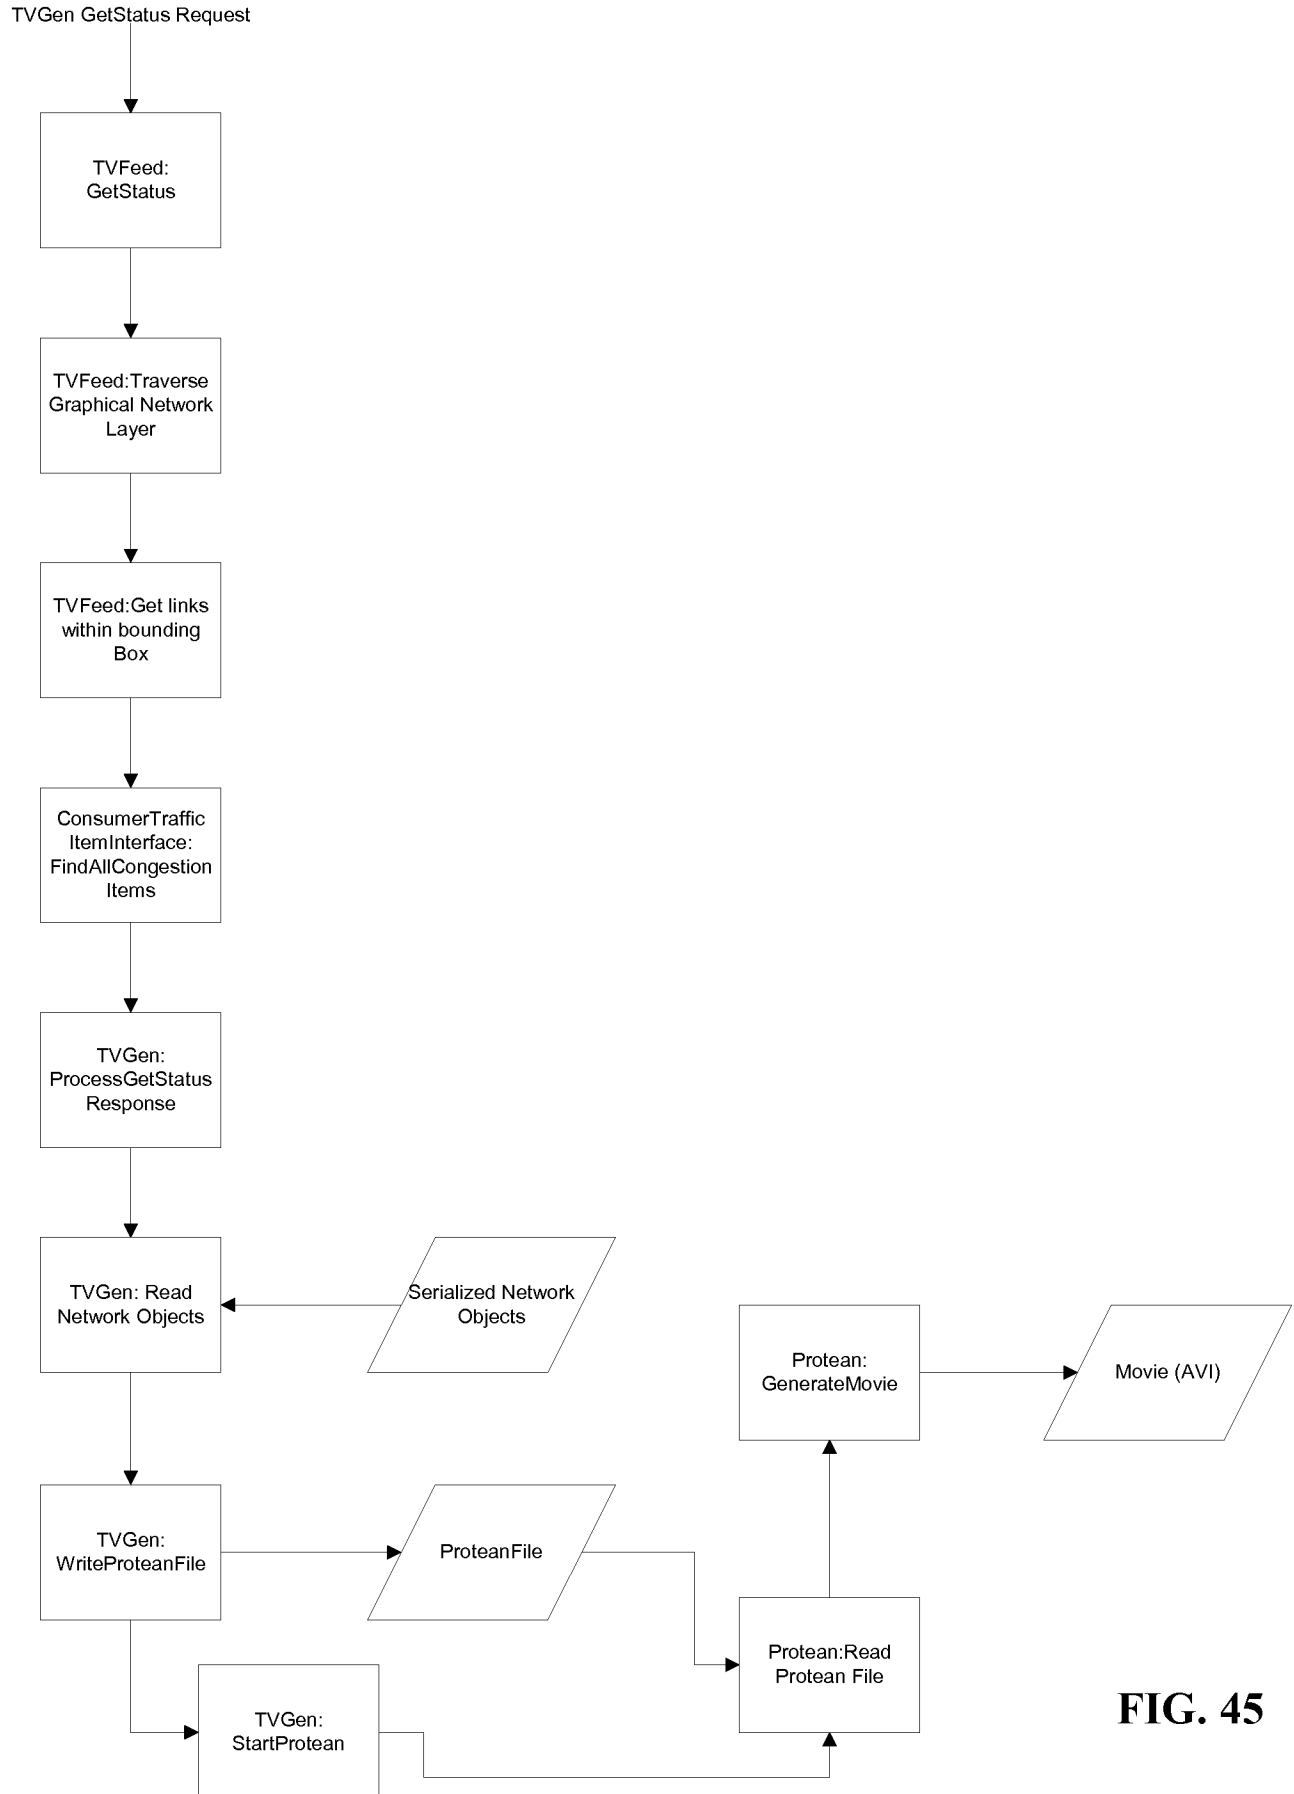 TVGen GetStatus Request
TVFeed:
GetStatus
TVFeed:Traverse
Graphical Network
Layer
TVFeed:Get links
within bounding
Box
ConsumerTraffic
ItemInterface:
FindAllCongestion
Items
TVGen:
ProcessGetStatus
Response
TVGen: Read
Network Objects
Serialized Network
Objects
Protean:
GenerateMovie
Movie (AVI)
TVGen:
WriteProteanFile
ProteanFile
Protean:Read
Protean File
TVGen:
StartProtean
FIG. 45